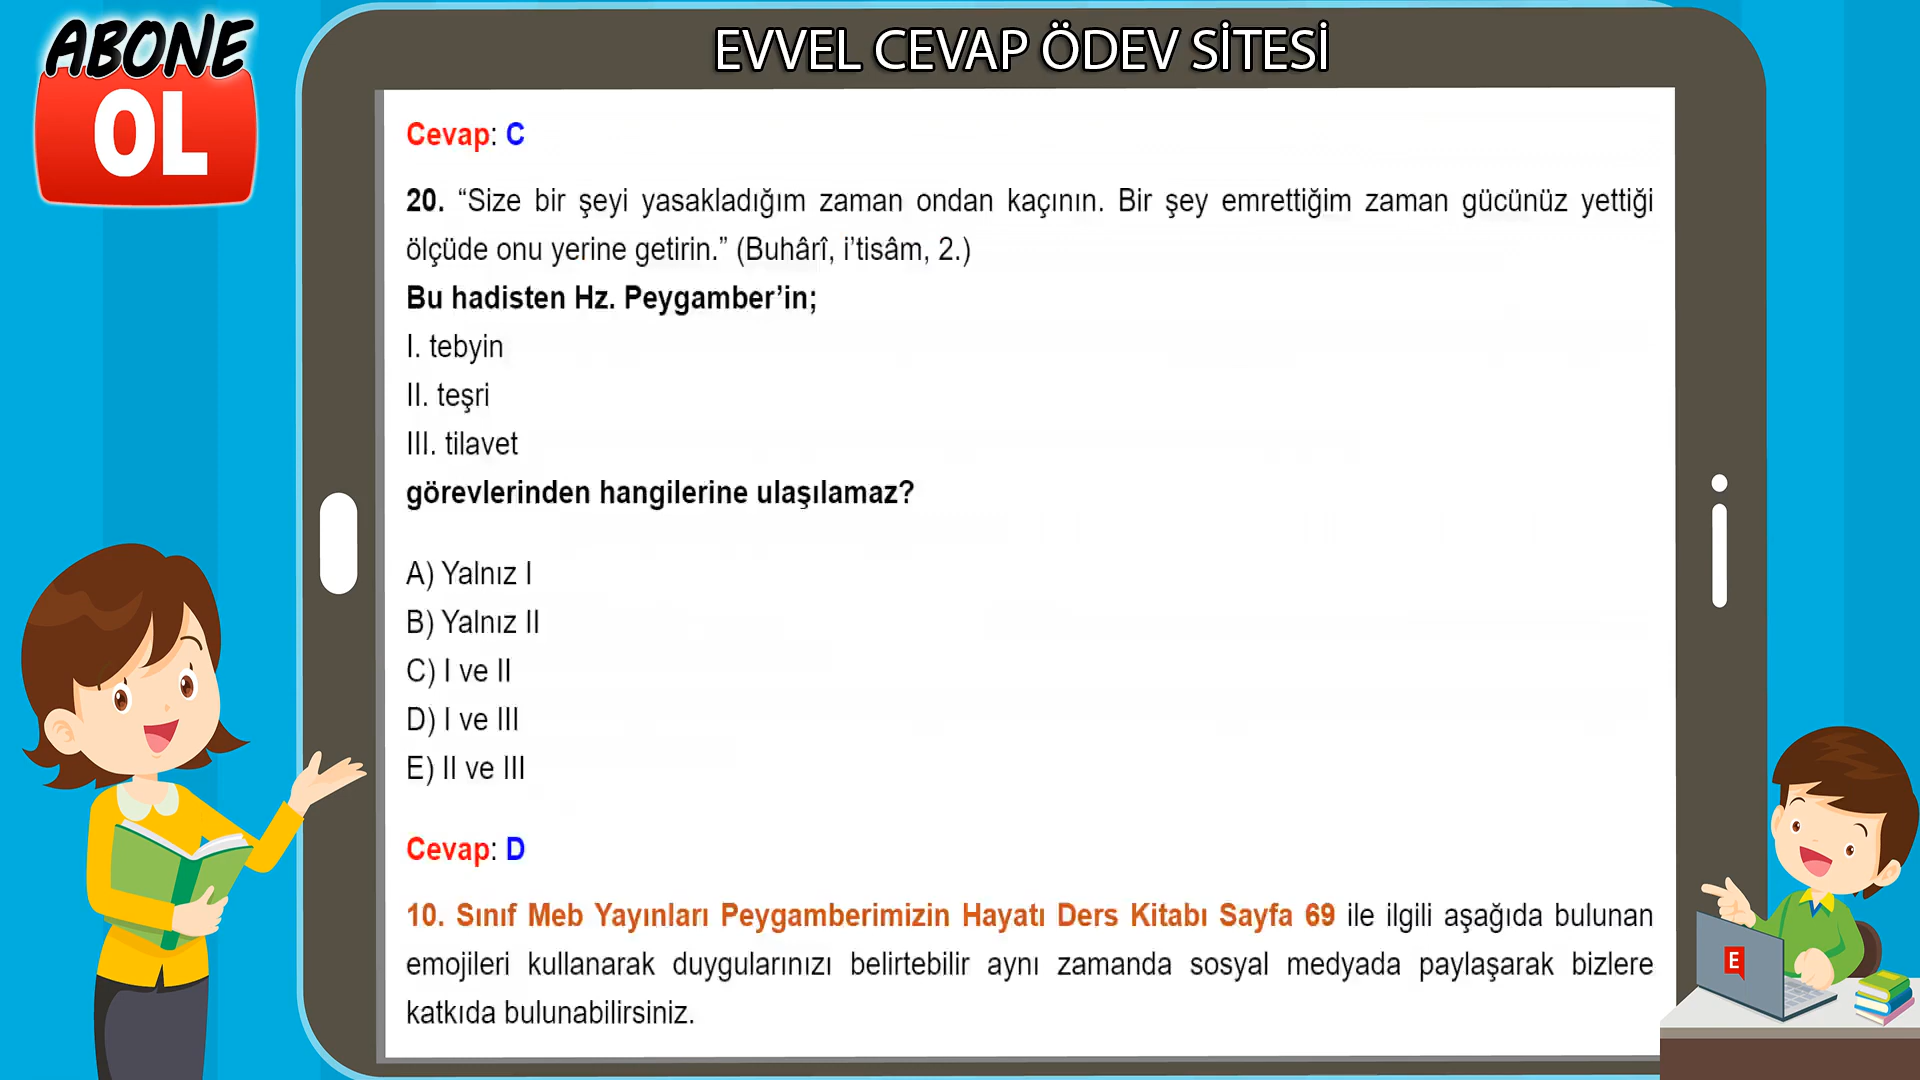 ABONE
OL
EVVEL CEVAP ÖDEV SİTESİ
Cevap: C
20. “Size bir şeyi yasakladığım zaman ondan kaçının. Bir şey emrettiğim zaman gücünüz yettiği
ölçüde onu yerine getirin.” (Buhârî, i’tisâm, 2.)
Bu hadisten Hz. Peygamber’in;
I. tebyin
II. teşri
III. tilavet
görevlerinden hangilerine ulaşılamaz?
A) Yalnız I
B) Yalnız II
C) I ve II
D) I ve III
E) II ve III
Cevap: D
10. Sınıf Meb Yayınları Peygamberimizin Hayatı Ders Kitabı Sayfa 69 ile ilgili aşağıda bulunan
emojileri kullanarak duygularınızı belirtebilir aynı zamanda sosyal medyada paylaşarak bizlere
katkıda bulunabilirsiniz.
E